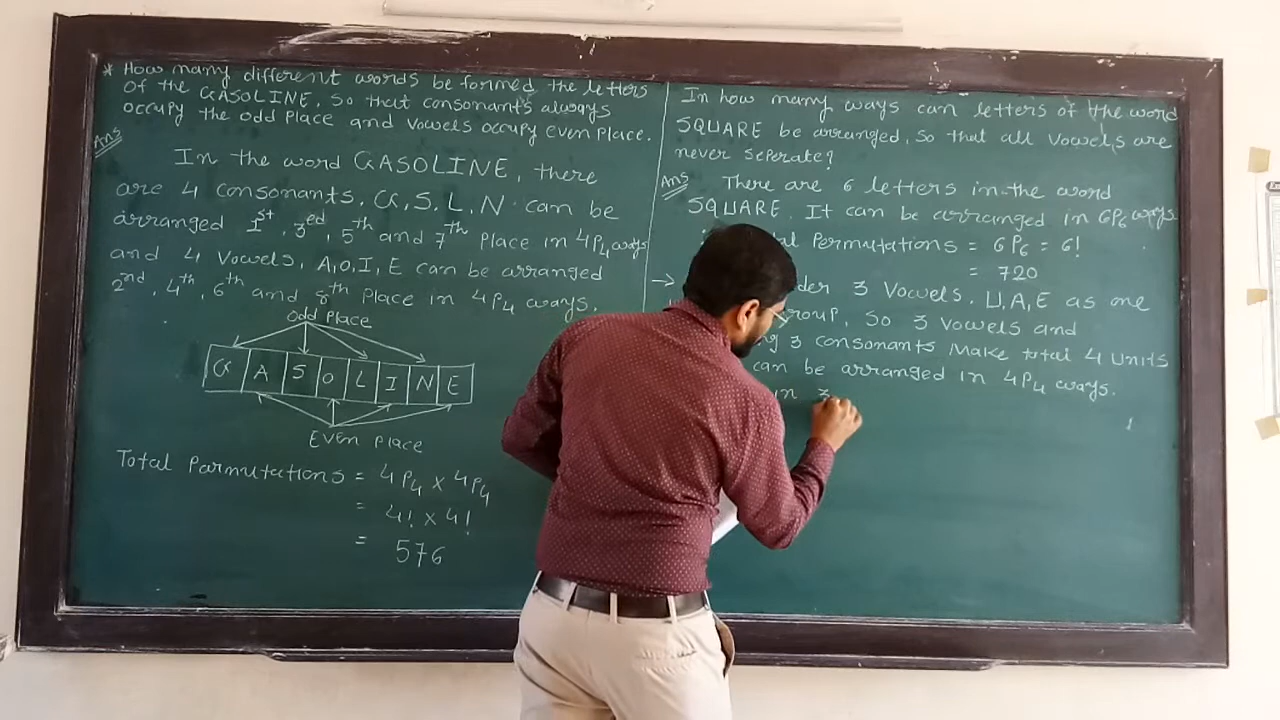 * How many different words be formed the letters
of the GASOLINE. So that consonants always
occupy the odd Place and Vowels occupy even Place.
Ans
In the word GASOLINE, there
are 4 consonants. G,S,L,N can be
arranged 1st, 3ed, 5th and 7th Place in 4P4 ways
and 4 Vowels, A,O,I,E can be arranged
2nd, 4th, 6th and 8th Place in 4P4 ways.
Odd Place
G A S O L I N E
Even Place
Total Parmutations = 4P4 x 4P4
= 4! x 4!
= 576
In how many ways can letters of the word
SQUARE be arranged, So that all Vowels are
never Seperate?
Ans
There are 6 letters in the word
SQUARE. It can be arranged in 6P6 ways
Permutations = 6P6 = 6!
= 720
→ 3 Vowels. U,A,E as one
group, So 3 vowels and
3 consonants Make total 4 Units
can be arranged in 4P4 ways.
in 3